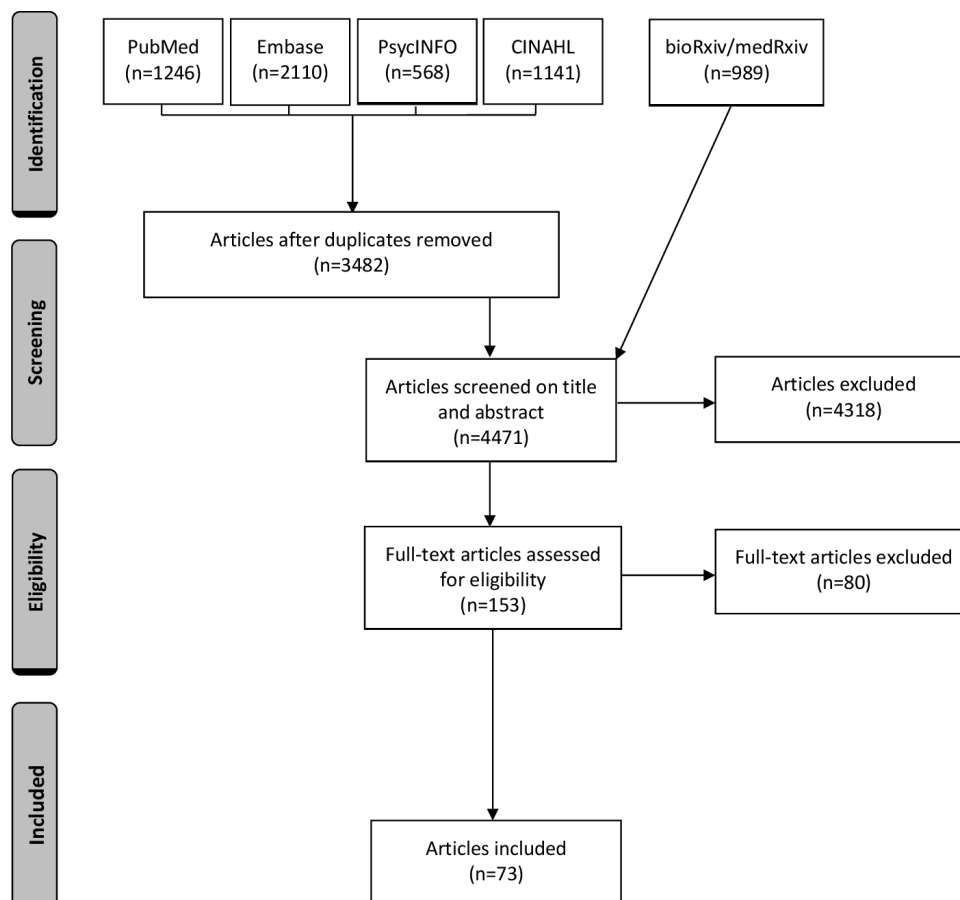 Identification
PubMed
(n=1246)
Embase
(n=2110)
PsycINFO
(n=568)
CINAHL
(n=1141)
bioRxiv/medRxiv
(n=989)
Articles after duplicates removed
(n=3482)
Screening
Articles screened on title
and abstract
(n=4471)
Articles excluded
(n=4318)
Eligibility
Full-text articles assessed
for eligibility
(n=153)
Full-text articles excluded
(n=80)
Included
Articles included
(n=73)